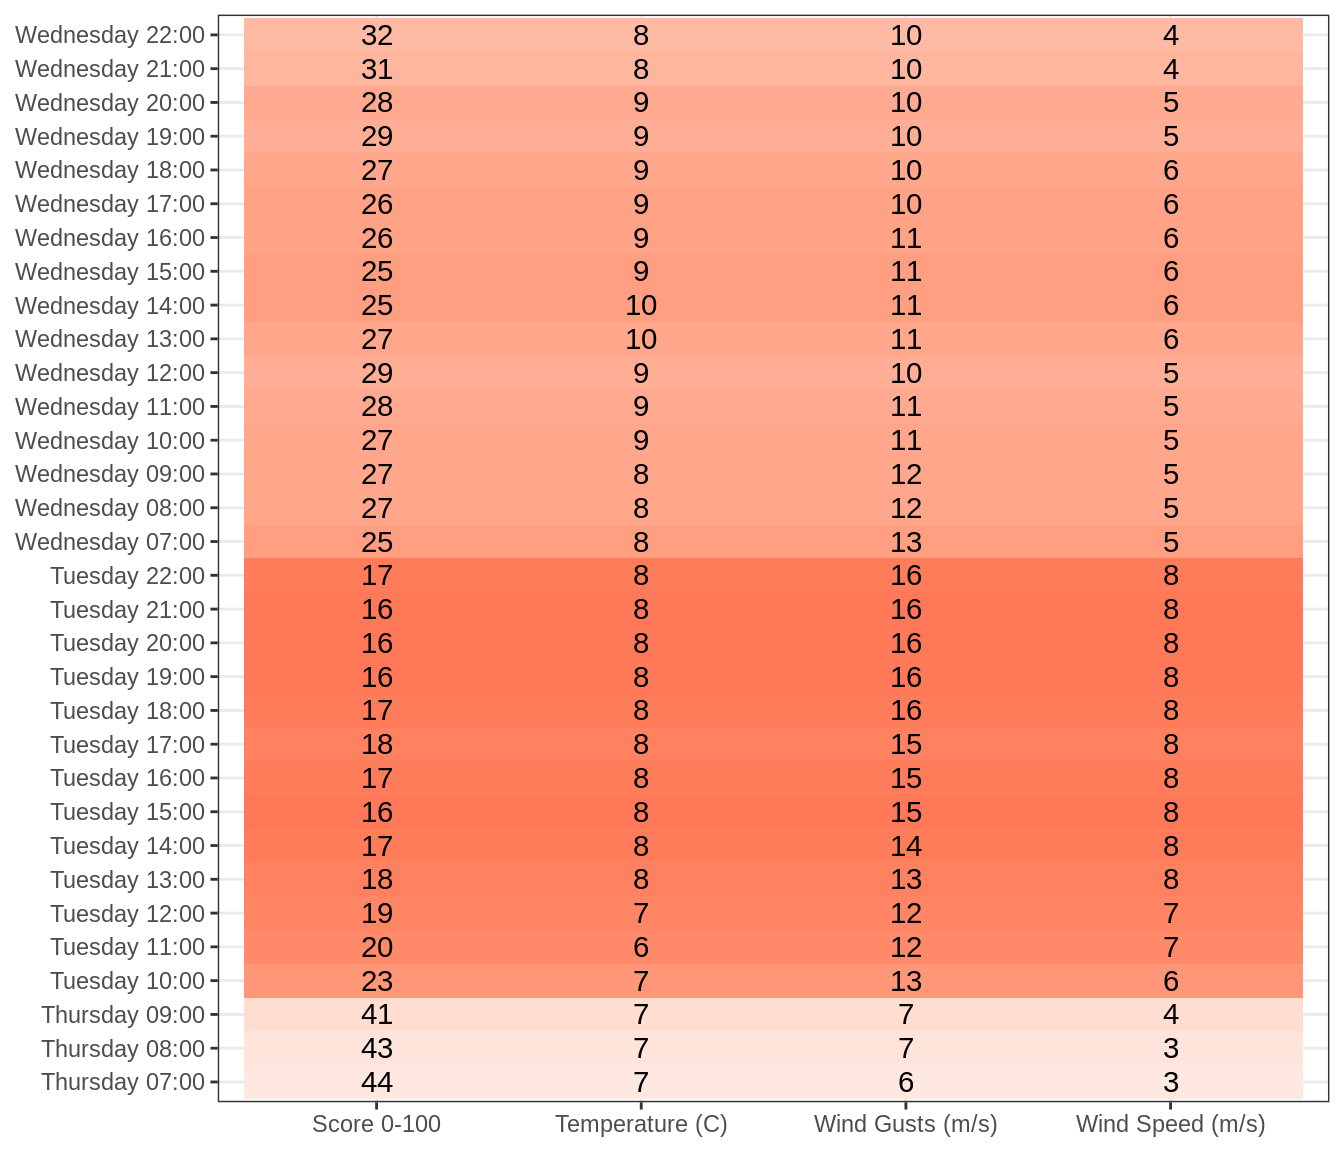 Wednesday 22:00 32 8 10 4
Wednesday 21:00 31 8 10 4
Wednesday 20:00 28 9 10 5
Wednesday 19:00 29 9 10 5
Wednesday 18:00 27 9 10 6
Wednesday 17:00 26 9 10 6
Wednesday 16:00 26 9 11 6
Wednesday 15:00 25 9 11 6
Wednesday 14:00 25 10 11 6
Wednesday 13:00 27 10 11 6
Wednesday 12:00 29 9 10 5
Wednesday 11:00 28 9 11 5
Wednesday 10:00 27 9 11 5
Wednesday 09:00 27 8 12 5
Wednesday 08:00 27 8 12 5
Wednesday 07:00 25 8 13 5
Tuesday 22:00 17 8 16 8
Tuesday 21:00 16 8 16 8
Tuesday 20:00 16 8 16 8
Tuesday 19:00 16 8 16 8
Tuesday 18:00 17 8 16 8
Tuesday 17:00 18 8 15 8
Tuesday 16:00 17 8 15 8
Tuesday 15:00 16 8 15 8
Tuesday 14:00 17 8 14 8
Tuesday 13:00 18 8 13 8
Tuesday 12:00 19 7 12 7
Tuesday 11:00 20 6 12 7
Tuesday 10:00 23 7 13 6
Thursday 09:00 41 7 7 4
Thursday 08:00 43 7 7 3
Thursday 07:00 44 7 6 3
Score 0-100 Temperature (C) Wind Gusts (m/s) Wind Speed (m/s)